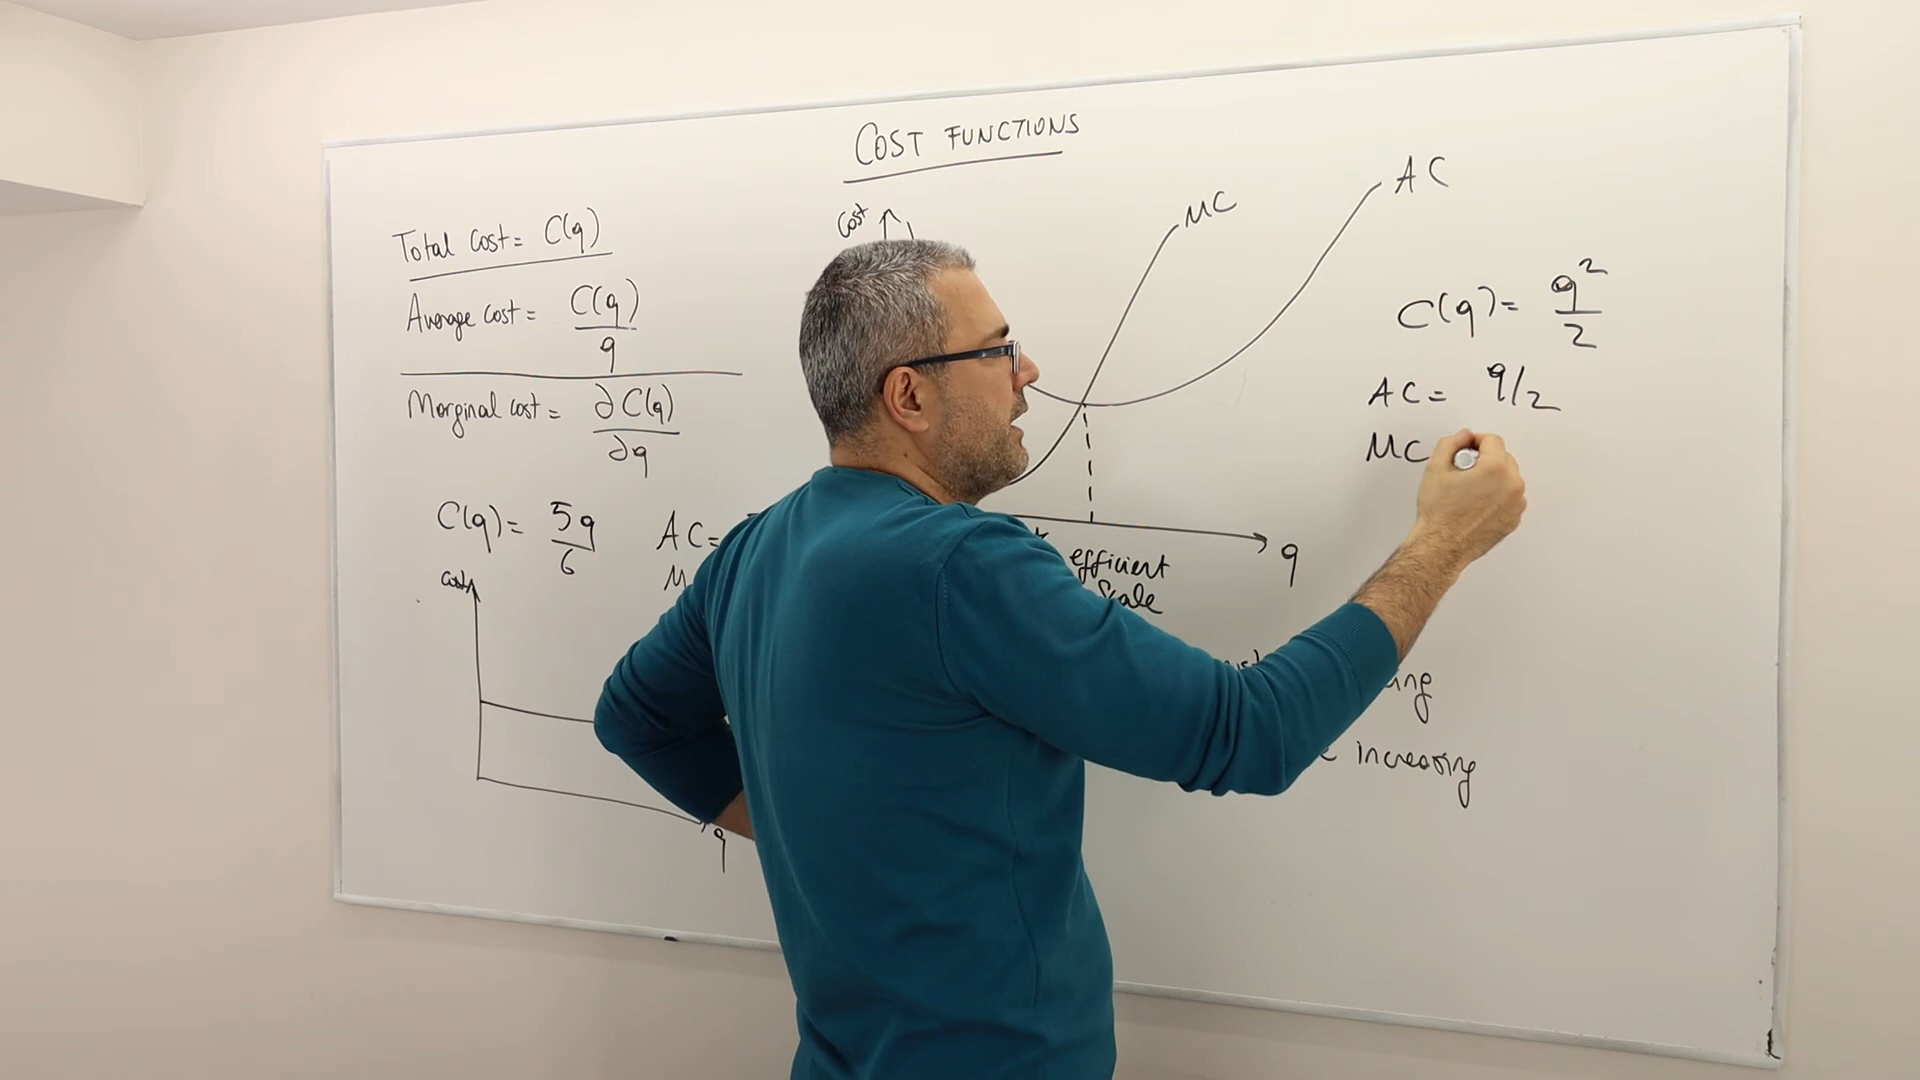 COST FUNCTIONS
Total cost = C(q)
Average cost = C(q)/q
Marginal cost = ∂C(q)/∂q
C(q) = 5q/6
AC =
M
Cost
q
Cost
MC
AC
q
efficient
Scale
C(q) = q²/2
AC = q/2
MC
increasing